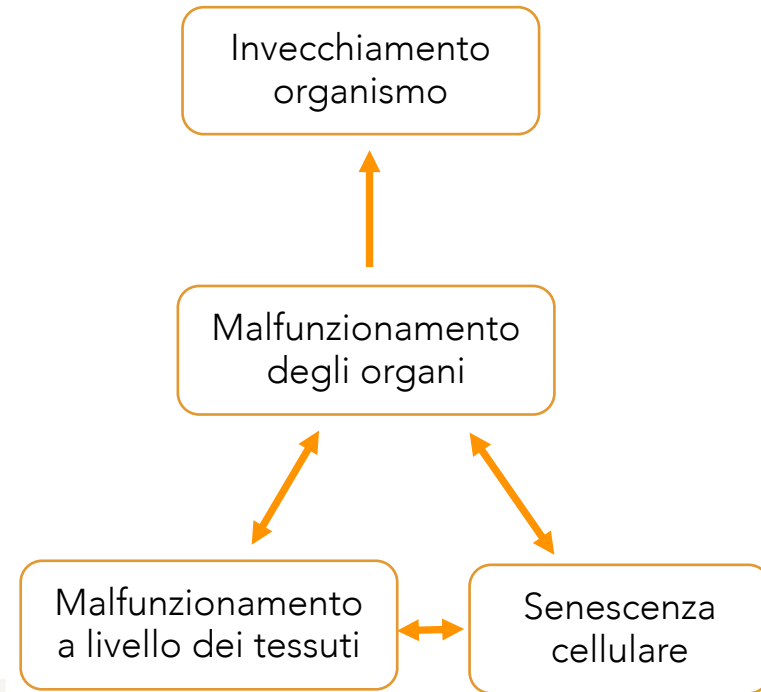 Invecchiamento
organismo
Malfunzionamento
degli organi
Malfunzionamento
a livello dei tessuti
Senescenza
cellulare